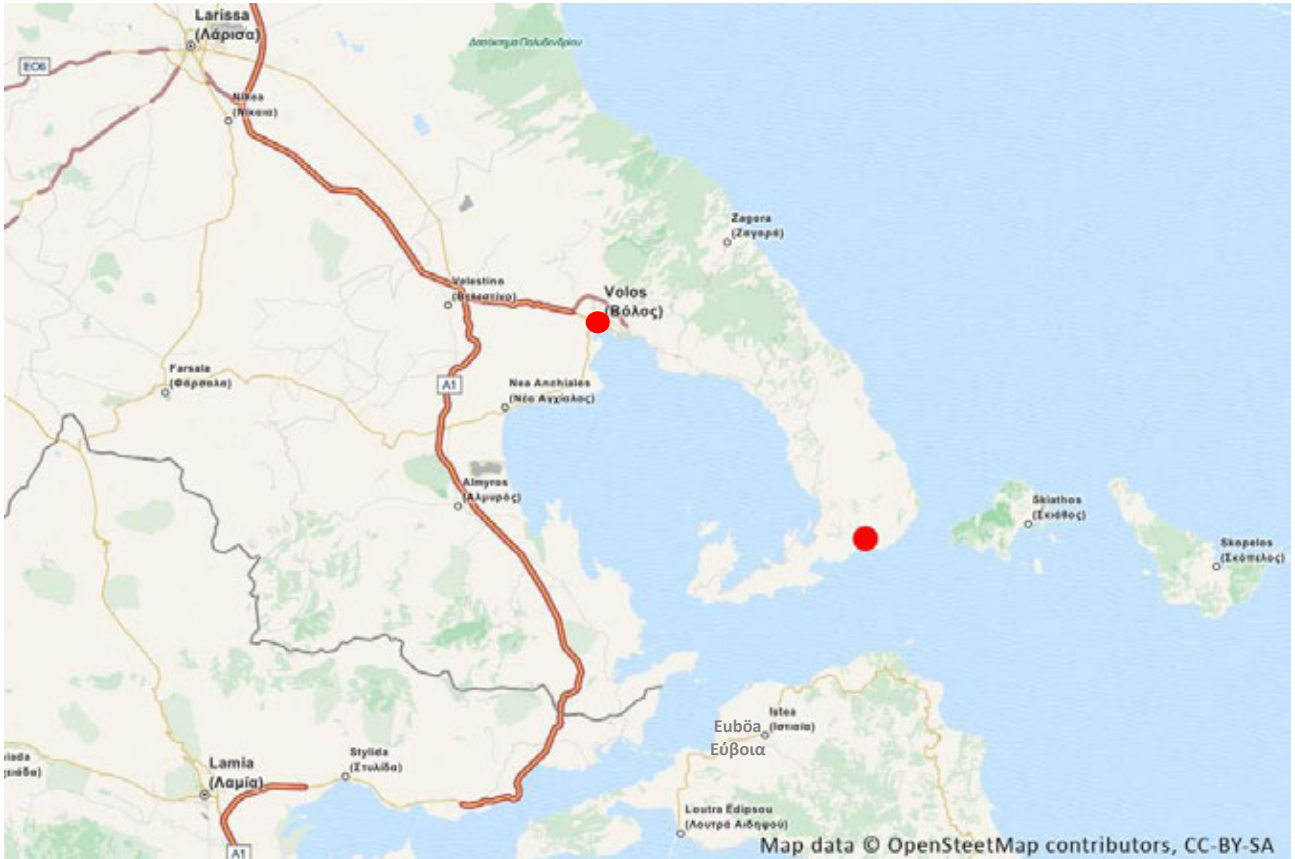 Larissa
(Λάρισα)
EO6
Nikea
(Νίκαια)
Zagora
(Ζαγορά)
Velestino
(Βελεστίνο)
Volos
(Βόλος)
Farsala
(Φάρσαλα)
A1
Nea Anchialos
(Νέα Αγχίαλος)
Almyros
(Αλμυρός)
Skiathos
(Σκιάθος)
Skopelos
(Σκόπελος)
Euböa
Εύβοια
Istea
(Ιστιαία)
Stylida
(Στυλίδα)
Lamia
(Λαμία)
Loutra Edipsou
(Λουτρά Αιδηψού)
A1
Map data © OpenSteetMap contributors, CC-BY-SA